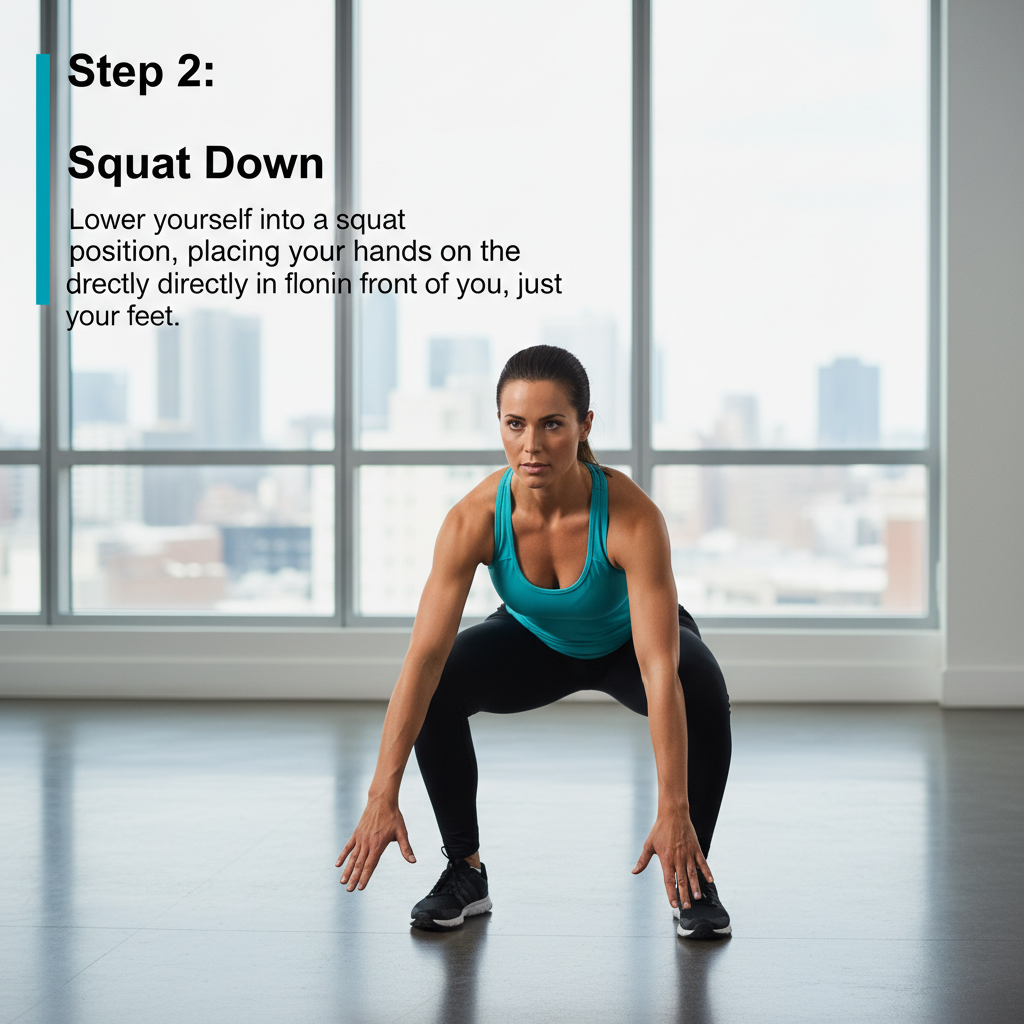 Step 2:
Squat Down
Lower yourself into a squat
position, placing your hands on the
drectly directly in flonin front of you, just
your feet.